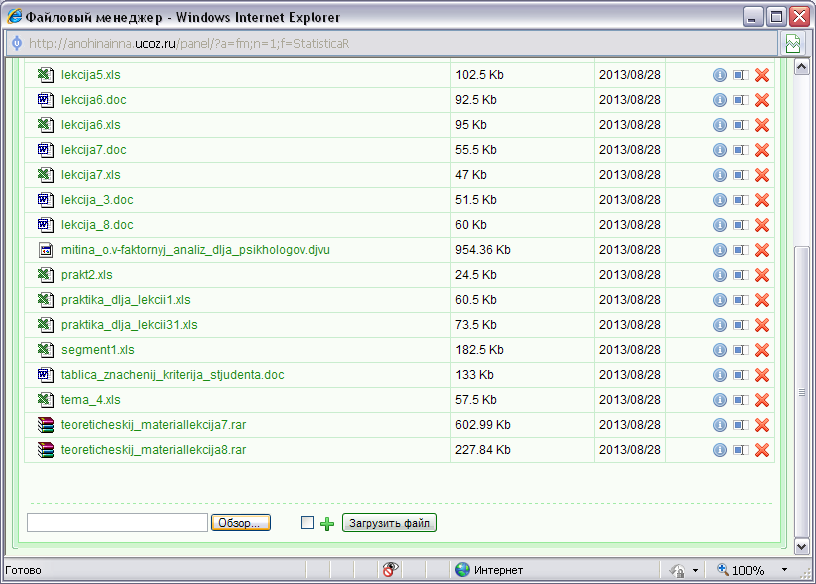 Файловый менеджер - Windows Internet Explorer
http://anohinainna.ucoz.ru/panel/?a=fm;n=1;f=StatisticaR
lekcija5.xls 102.5 Kb 2013/08/28
lekcija6.doc 92.5 Kb 2013/08/28
lekcija6.xls 95 Kb 2013/08/28
lekcija7.doc 55.5 Kb 2013/08/28
lekcija7.xls 47 Kb 2013/08/28
lekcija_3.doc 51.5 Kb 2013/08/28
lekcija_8.doc 60 Kb 2013/08/28
mitina_o.v-faktornyj_analiz_dlja_psikhologov.djvu 954.36 Kb 2013/08/28
prakt2.xls 24.5 Kb 2013/08/28
praktika_dlja_lekcii1.xls 60.5 Kb 2013/08/28
praktika_dlja_lekcii31.xls 73.5 Kb 2013/08/28
segment1.xls 182.5 Kb 2013/08/28
tablica_znachenij_kriterija_stjudenta.doc 133 Kb 2013/08/28
tema_4.xls 57.5 Kb 2013/08/28
teoreticheskij_materiallekcija7.rar 602.99 Kb 2013/08/28
teoreticheskij_materiallekcija8.rar 227.84 Kb 2013/08/28
Обзор... Загрузить файл
Готово Интернет 100%